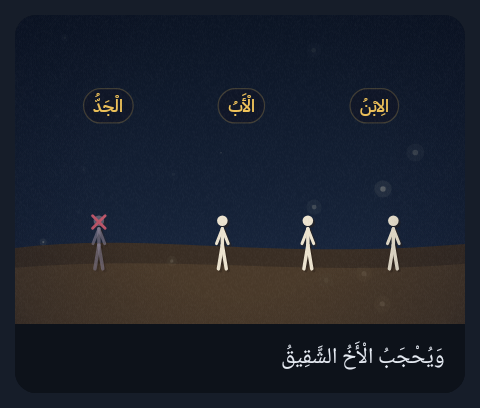 الِابْنُ
الْأَبُ
الْجَدُّ
وَيُحْجَبُ الْأَخُ الشَّقِيقُ